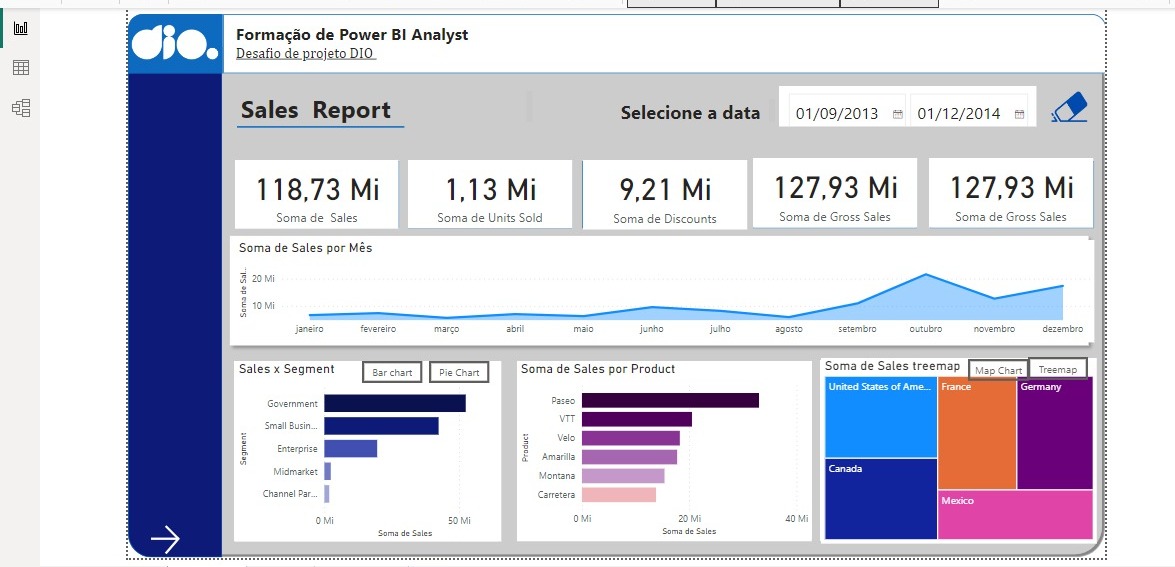 dio.
Formação de Power BI Analyst
Desafio de projeto DIO
Sales Report
Selecione a data
01/09/2013
01/12/2014
118,73 Mi
Soma de Sales
1,13 Mi
Soma de Units Sold
9,21 Mi
Soma de Discounts
127,93 Mi
Soma de Gross Sales
127,93 Mi
Soma de Gross Sales
Soma de Sales por Mês
Soma de Sal...
20 Mi
10 Mi
janeiro
fevereiro
março
abril
maio
junho
julho
agosto
setembro
outubro
novembro
dezembro
Sales x Segment
Bar chart
Pie Chart
Segment
Government
Small Busin...
Enterprise
Midmarket
Channel Par...
0 Mi
50 Mi
Soma de Sales
Soma de Sales por Product
Product
Paseo
VTT
Velo
Amarilla
Montana
Carretera
0 Mi
20 Mi
40 Mi
Soma de Sales
Soma de Sales treemap
Map Chart
Treemap
United States of Ame...
France
Germany
Canada
Mexico